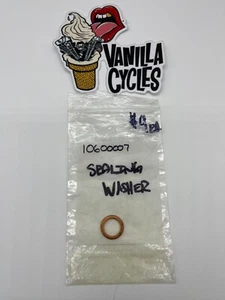 VANILLA
CYCLES
10600007
SEALING
WASHER